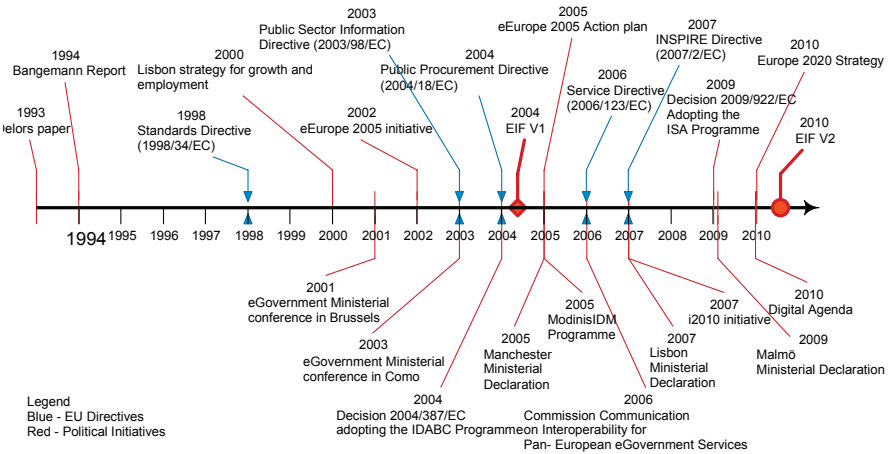 1993
elors paper
1994
Bangemann Report
1998
Standards Directive
(1998/34/EC)
2000
Lisbon strategy for growth and
employment
2002
eEurope 2005 initiative
2003
Public Sector Information
Directive (2003/98/EC)
2004
Public Procurement Directive
(2004/18/EC)
2004
EIF V1
2005
eEurope 2005 Action plan
2006
Service Directive
(2006/123/EC)
2007
INSPIRE Directive
(2007/2/EC)
2009
Decision 2009/922/EC
Adopting the
ISA Programme
2010
Europe 2020 Strategy
2010
EIF V2
1994 1995 1996 1997 1998 1999 2000 2001 2002 2003 2004 2005 2006 2007 2008 2009 2010
2001
eGovernment Ministerial
conference in Brussels
2003
eGovernment Ministerial
conference in Como
2004
Decision 2004/387/EC
adopting the IDABC Programme
2005
Manchester
Ministerial
Declaration
2005
ModinisIDM
Programme
2006
Commission Communication
on Interoperability for
Pan- European eGovernment Services
2007
Lisbon
Ministerial
Declaration
2007
i2010 initiative
2010
Digital Agenda
2009
Malmö
Ministerial Declaration
Legend
Blue - EU Directives
Red - Political Initiatives